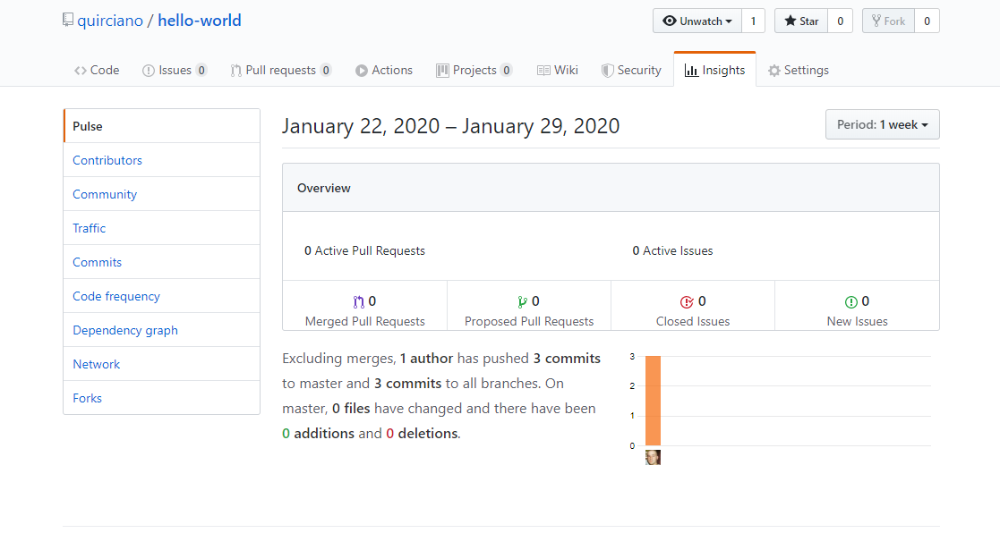 quirciano / hello-world
Unwatch 1 Star 0 Fork 0
Code Issues 0 Pull requests 0 Actions Projects 0 Wiki Security Insights Settings
Pulse
Contributors
Community
Traffic
Commits
Code frequency
Dependency graph
Network
Forks
January 22, 2020 – January 29, 2020
Period: 1 week
Overview
0 Active Pull Requests
0 Active Issues
0
Merged Pull Requests
0
Proposed Pull Requests
0
Closed Issues
0
New Issues
Excluding merges, 1 author has pushed 3 commits
to master and 3 commits to all branches. On
master, 0 files have changed and there have been
0 additions and 0 deletions.
3
2
1
0